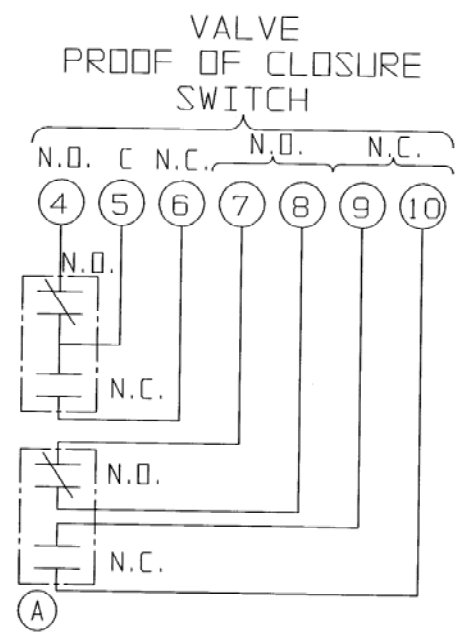 VALVE
PROOF OF CLOSURE
SWITCH
N.O. C N.C. N.O. N.C.
4 5 6 7 8 9 10
N.O.
N.C.
N.O.
N.C.
A